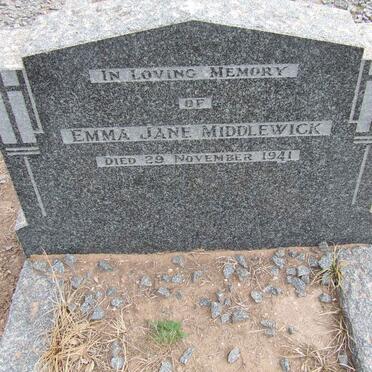 IN LOVING MEMORY
OF
EMMA JANE MIDDLEWICK
DIED 29 NOVEMBER 1941